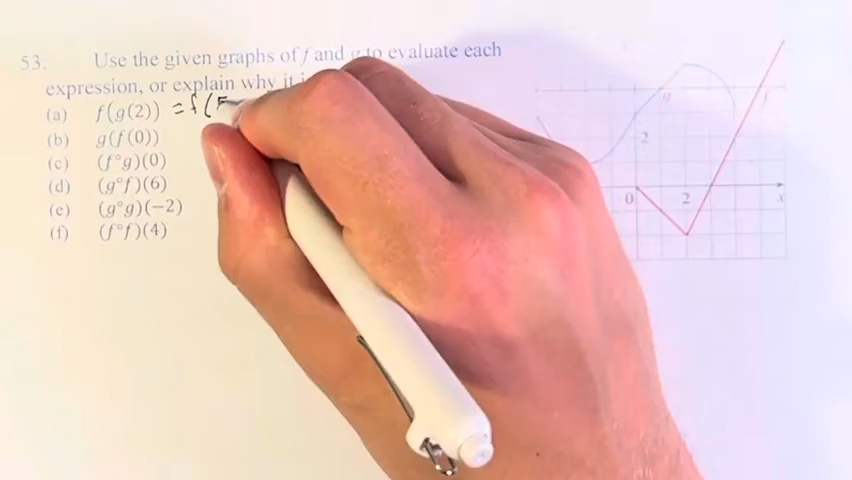 53. Use the given graphs of f and g to evaluate each
expression, or explain why it i
(a) f(g(2)) = f(5
(b) g(f(0))
(c) (f°g)(0)
(d) (g°f)(6)
(e) (g°g)(−2)
(f) (f°f)(4)
g
f
2
0 2 x